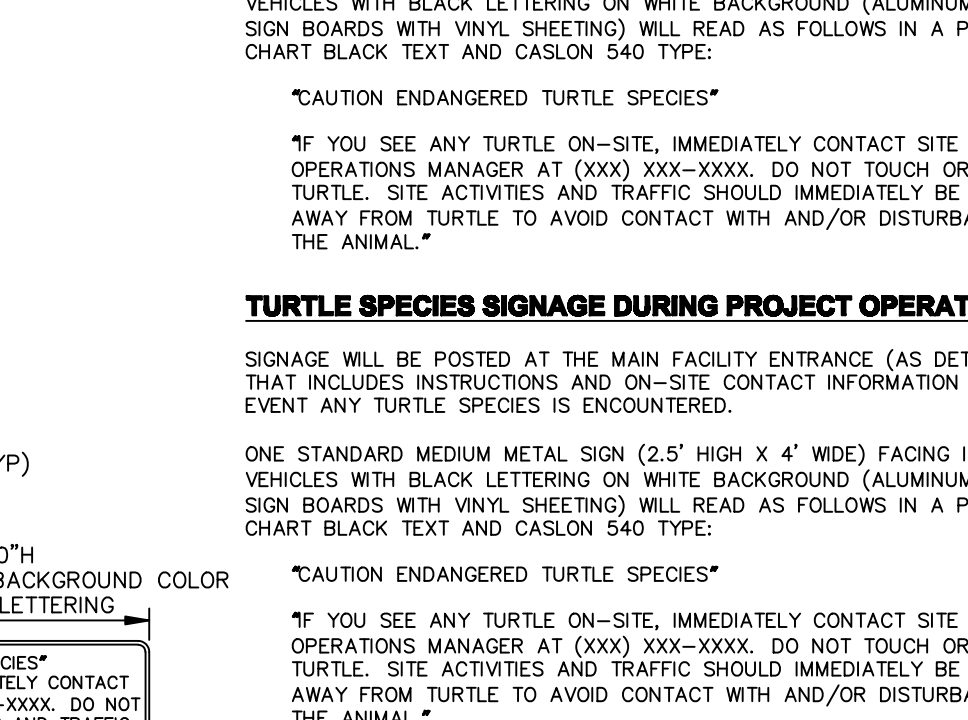 VEHICLES WITH BLACK LETTERING ON WHITE BACKGROUND (ALUMINUM
SIGN BOARDS WITH VINYL SHEETING) WILL READ AS FOLLOWS IN A P
CHART BLACK TEXT AND CASLON 540 TYPE:
"CAUTION ENDANGERED TURTLE SPECIES"
"IF YOU SEE ANY TURTLE ON-SITE, IMMEDIATELY CONTACT SITE
OPERATIONS MANAGER AT (XXX) XXX-XXXX. DO NOT TOUCH OR
TURTLE. SITE ACTIVITIES AND TRAFFIC SHOULD IMMEDIATELY BE
AWAY FROM TURTLE TO AVOID CONTACT WITH AND/OR DISTURBA
THE ANIMAL."
TURTLE SPECIES SIGNAGE DURING PROJECT OPERAT
SIGNAGE WILL BE POSTED AT THE MAIN FACILITY ENTRANCE (AS DET
THAT INCLUDES INSTRUCTIONS AND ON-SITE CONTACT INFORMATION
EVENT ANY TURTLE SPECIES IS ENCOUNTERED.
ONE STANDARD MEDIUM METAL SIGN (2.5' HIGH X 4' WIDE) FACING I
VEHICLES WITH BLACK LETTERING ON WHITE BACKGROUND (ALUMINUM
SIGN BOARDS WITH VINYL SHEETING) WILL READ AS FOLLOWS IN A P
CHART BLACK TEXT AND CASLON 540 TYPE:
"CAUTION ENDANGERED TURTLE SPECIES"
"IF YOU SEE ANY TURTLE ON-SITE, IMMEDIATELY CONTACT SITE
OPERATIONS MANAGER AT (XXX) XXX-XXXX. DO NOT TOUCH OR
TURTLE. SITE ACTIVITIES AND TRAFFIC SHOULD IMMEDIATELY BE
AWAY FROM TURTLE TO AVOID CONTACT WITH AND/OR DISTURBA
THE ANIMAL."
YP)
0"H
BACKGROUND COLOR
LETTERING
CIES"
TELY CONTACT
-XXXX. DO NOT
AND TRAFFIC